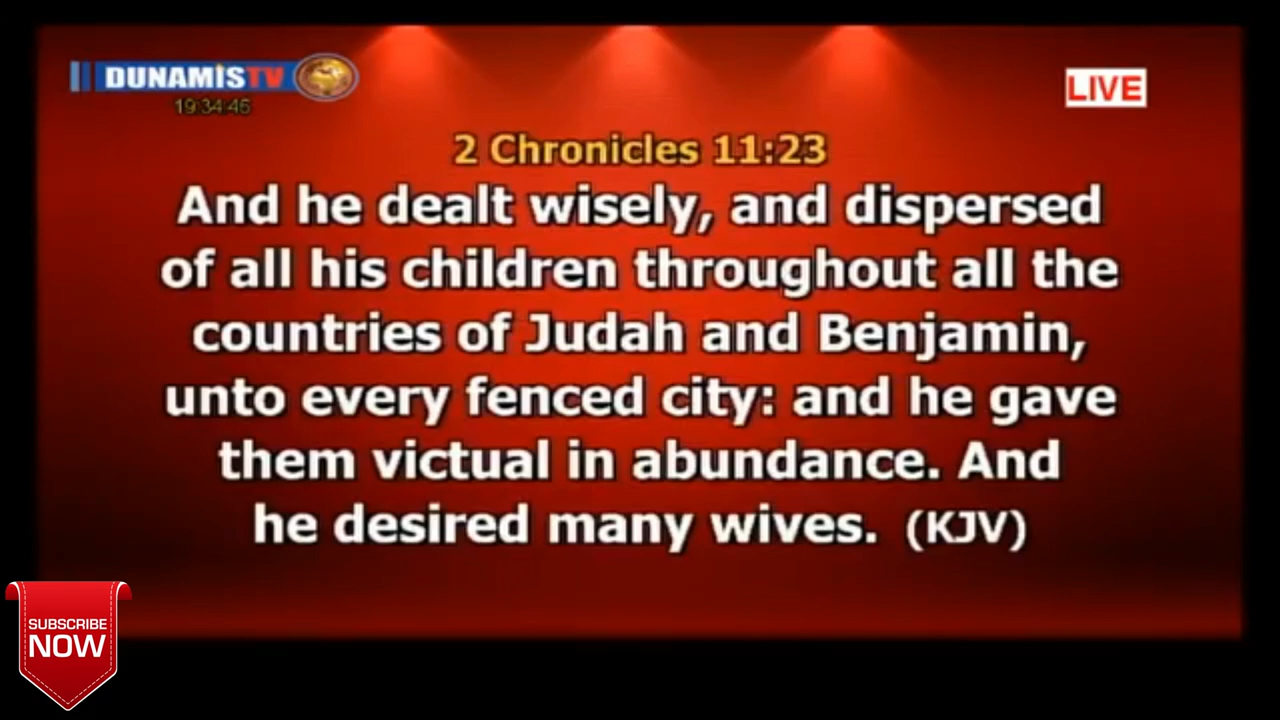 DUNAMIS TV
19:34:46
LIVE
2 Chronicles 11:23
And he dealt wisely, and dispersed
of all his children throughout all the
countries of Judah and Benjamin,
unto every fenced city: and he gave
them victual in abundance. And
he desired many wives. (KJV)
SUBSCRIBE
NOW